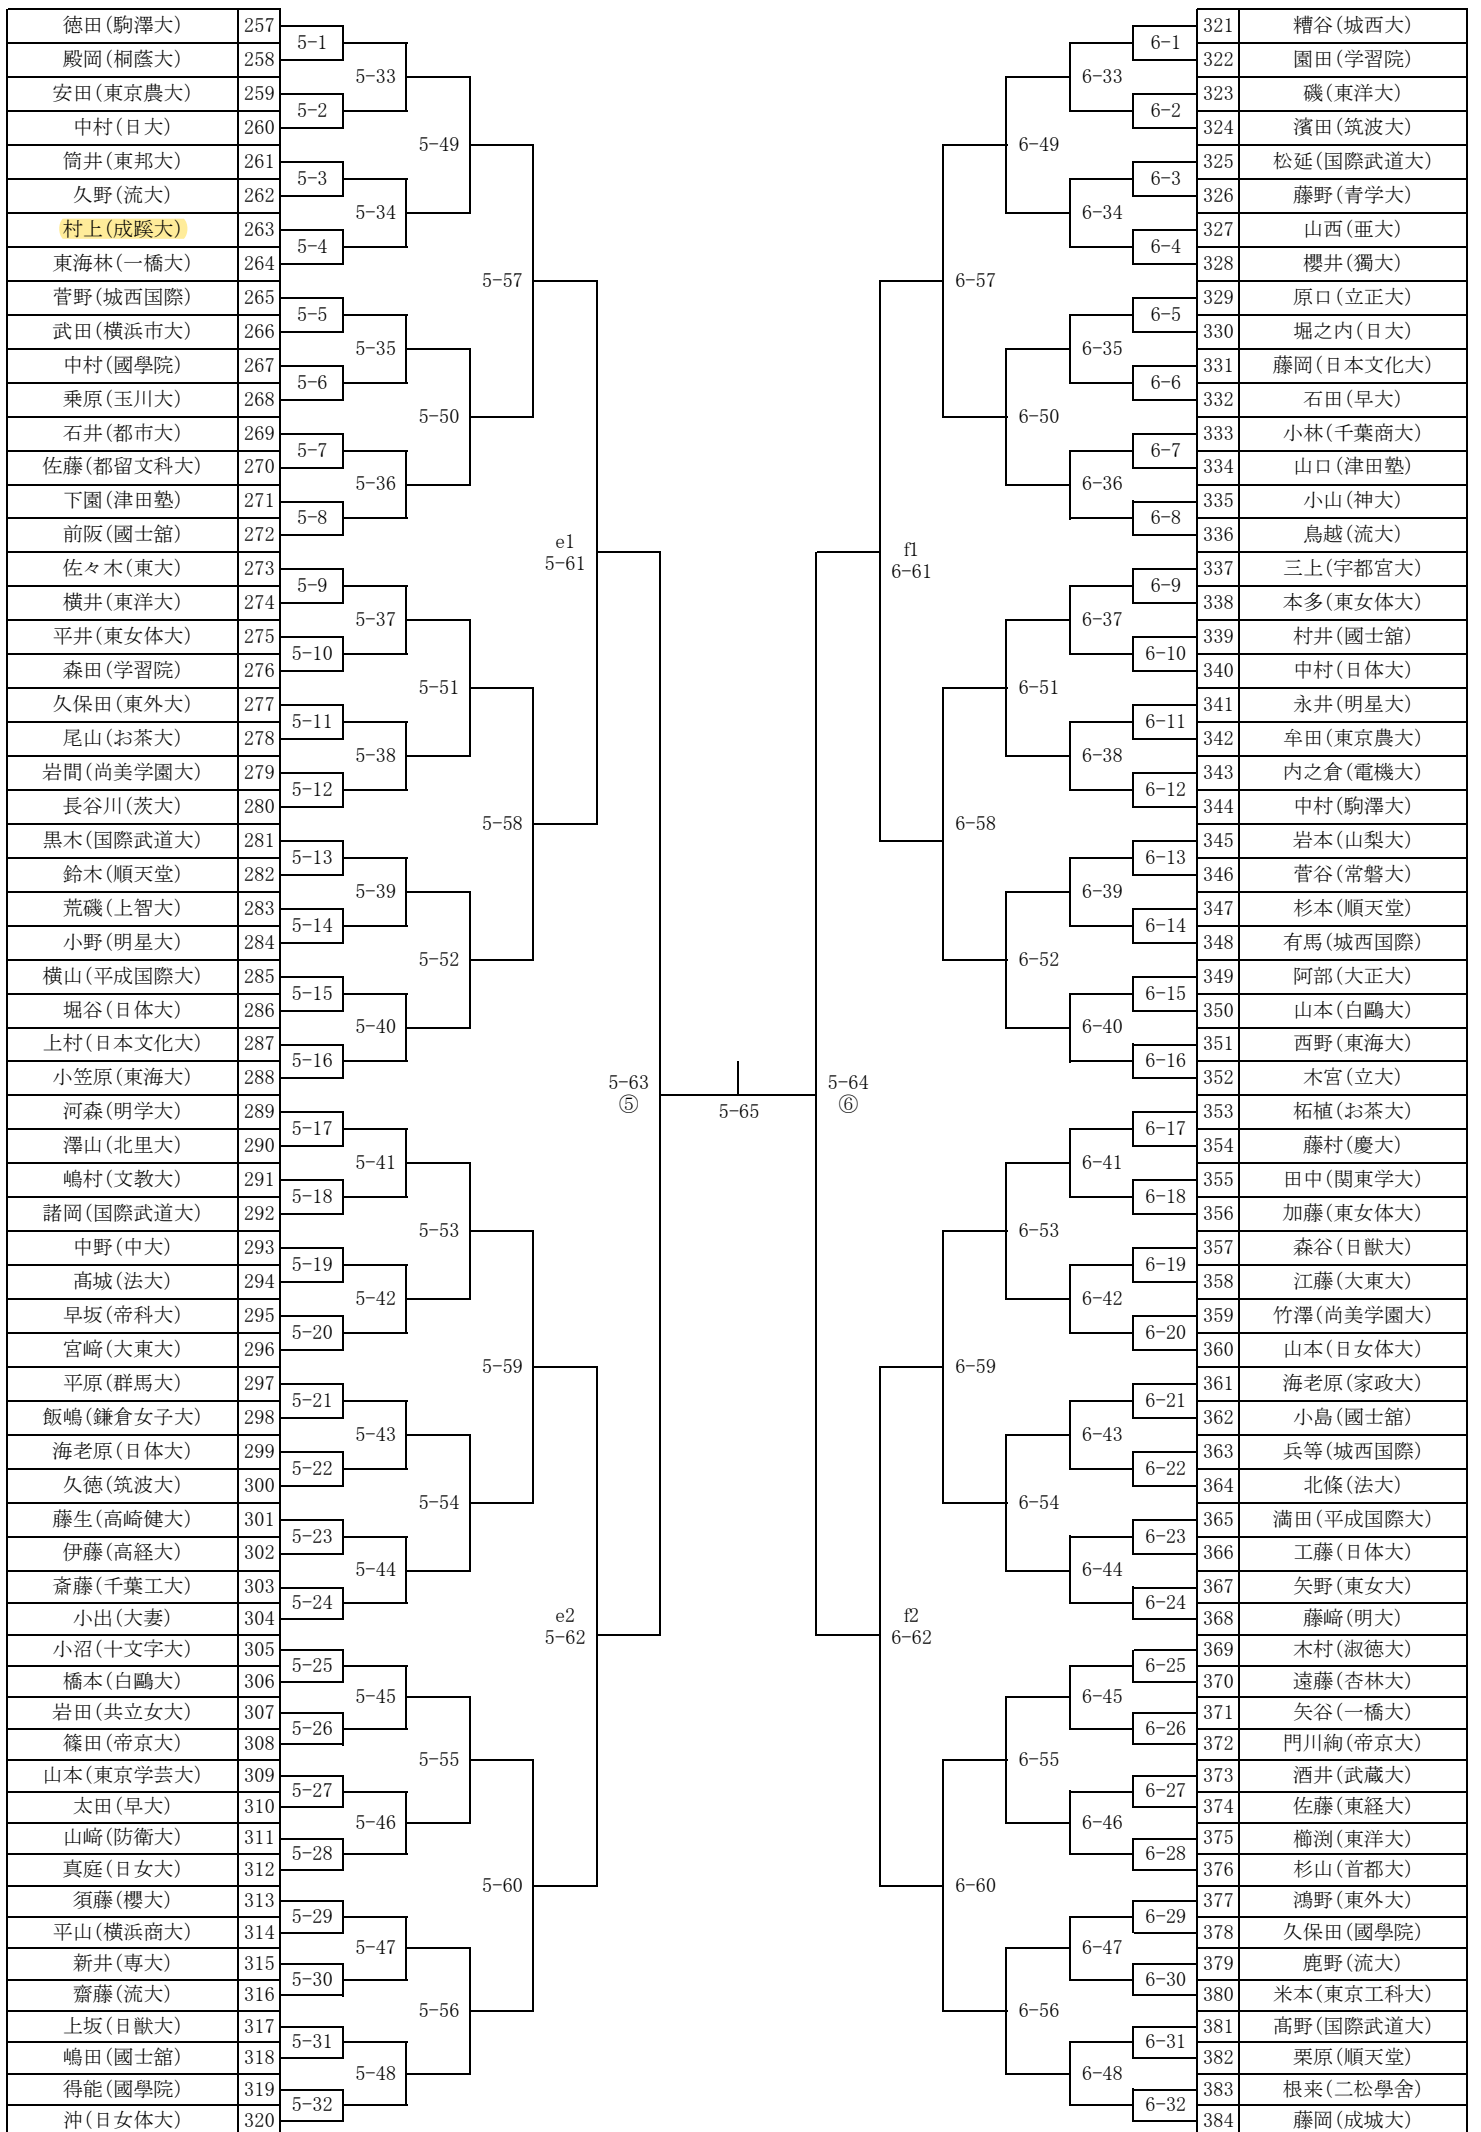 徳田(駒澤大) 257
殿岡(桐蔭大) 258
安田(東京農大) 259
中村(日大) 260
筒井(東邦大) 261
久野(流大) 262
村上(成蹊大) 263
東海林(一橋大) 264
菅野(城西国際) 265
武田(横浜市大) 266
中村(國學院) 267
乗原(玉川大) 268
石井(都市大) 269
佐藤(都留文科大) 270
下園(津田塾) 271
前阪(國士舘) 272
佐々木(東大) 273
横井(東洋大) 274
平井(東女体大) 275
森田(学習院) 276
久保田(東外大) 277
尾山(お茶大) 278
岩間(尚美学園大) 279
長谷川(茨大) 280
黒木(国際武道大) 281
鈴木(順天堂) 282
荒磯(上智大) 283
小野(明星大) 284
横山(平成国際大) 285
堀谷(日体大) 286
上村(日本文化大) 287
小笠原(東海大) 288
河森(明学大) 289
澤山(北里大) 290
嶋村(文教大) 291
諸岡(国際武道大) 292
中野(中大) 293
髙城(法大) 294
早坂(帝科大) 295
宮﨑(大東大) 296
平原(群馬大) 297
飯嶋(鎌倉女子大) 298
海老原(日体大) 299
久徳(筑波大) 300
藤生(高崎健大) 301
伊藤(高経大) 302
斎藤(千葉工大) 303
小出(大妻) 304
小沼(十文字大) 305
橋本(白鷗大) 306
岩田(共立女大) 307
篠田(帝京大) 308
山本(東京学芸大) 309
太田(早大) 310
山﨑(防衛大) 311
真庭(日女大) 312
須藤(櫻大) 313
平山(横浜商大) 314
新井(専大) 315
齋藤(流大) 316
上坂(日獣大) 317
嶋田(國士舘) 318
得能(國學院) 319
沖(日女体大) 320
5-1
5-2
5-3
5-4
5-5
5-6
5-7
5-8
5-9
5-10
5-11
5-12
5-13
5-14
5-15
5-16
5-17
5-18
5-19
5-20
5-21
5-22
5-23
5-24
5-25
5-26
5-27
5-28
5-29
5-30
5-31
5-32
5-33
5-34
5-35
5-36
5-37
5-38
5-39
5-40
5-41
5-42
5-43
5-44
5-45
5-46
5-47
5-48
5-49
5-50
5-51
5-52
5-53
5-54
5-55
5-56
5-57
5-58
5-59
5-60
e1
5-61
e2
5-62
5-63
⑤
5-65
5-64
⑥
f1
6-61
f2
6-62
6-57
6-58
6-59
6-60
6-49
6-50
6-51
6-52
6-53
6-54
6-55
6-56
6-33
6-34
6-35
6-36
6-37
6-38
6-39
6-40
6-41
6-42
6-43
6-44
6-45
6-46
6-47
6-48
6-1
6-2
6-3
6-4
6-5
6-6
6-7
6-8
6-9
6-10
6-11
6-12
6-13
6-14
6-15
6-16
6-17
6-18
6-19
6-20
6-21
6-22
6-23
6-24
6-25
6-26
6-27
6-28
6-29
6-30
6-31
6-32
321 糟谷(城西大)
322 園田(学習院)
323 磯(東洋大)
324 濱田(筑波大)
325 松延(国際武道大)
326 藤野(青学大)
327 山西(亜大)
328 櫻井(獨大)
329 原口(立正大)
330 堀之内(日大)
331 藤岡(日本文化大)
332 石田(早大)
333 小林(千葉商大)
334 山口(津田塾)
335 小山(神大)
336 鳥越(流大)
337 三上(宇都宮大)
338 本多(東女体大)
339 村井(國士舘)
340 中村(日体大)
341 永井(明星大)
342 牟田(東京農大)
343 内之倉(電機大)
344 中村(駒澤大)
345 岩本(山梨大)
346 菅谷(常磐大)
347 杉本(順天堂)
348 有馬(城西国際)
349 阿部(大正大)
350 山本(白鷗大)
351 西野(東海大)
352 木宮(立大)
353 柘植(お茶大)
354 藤村(慶大)
355 田中(関東学大)
356 加藤(東女体大)
357 森谷(日獣大)
358 江藤(大東大)
359 竹澤(尚美学園大)
360 山本(日女体大)
361 海老原(家政大)
362 小島(國士舘)
363 兵等(城西国際)
364 北條(法大)
365 満田(平成国際大)
366 工藤(日体大)
367 矢野(東女大)
368 藤﨑(明大)
369 木村(淑徳大)
370 遠藤(杏林大)
371 矢谷(一橋大)
372 門川絢(帝京大)
373 酒井(武蔵大)
374 佐藤(東経大)
375 櫛渕(東洋大)
376 杉山(首都大)
377 鴻野(東外大)
378 久保田(國學院)
379 鹿野(流大)
380 米本(東京工科大)
381 髙野(国際武道大)
382 栗原(順天堂)
383 根来(二松學舍)
384 藤岡(成城大)